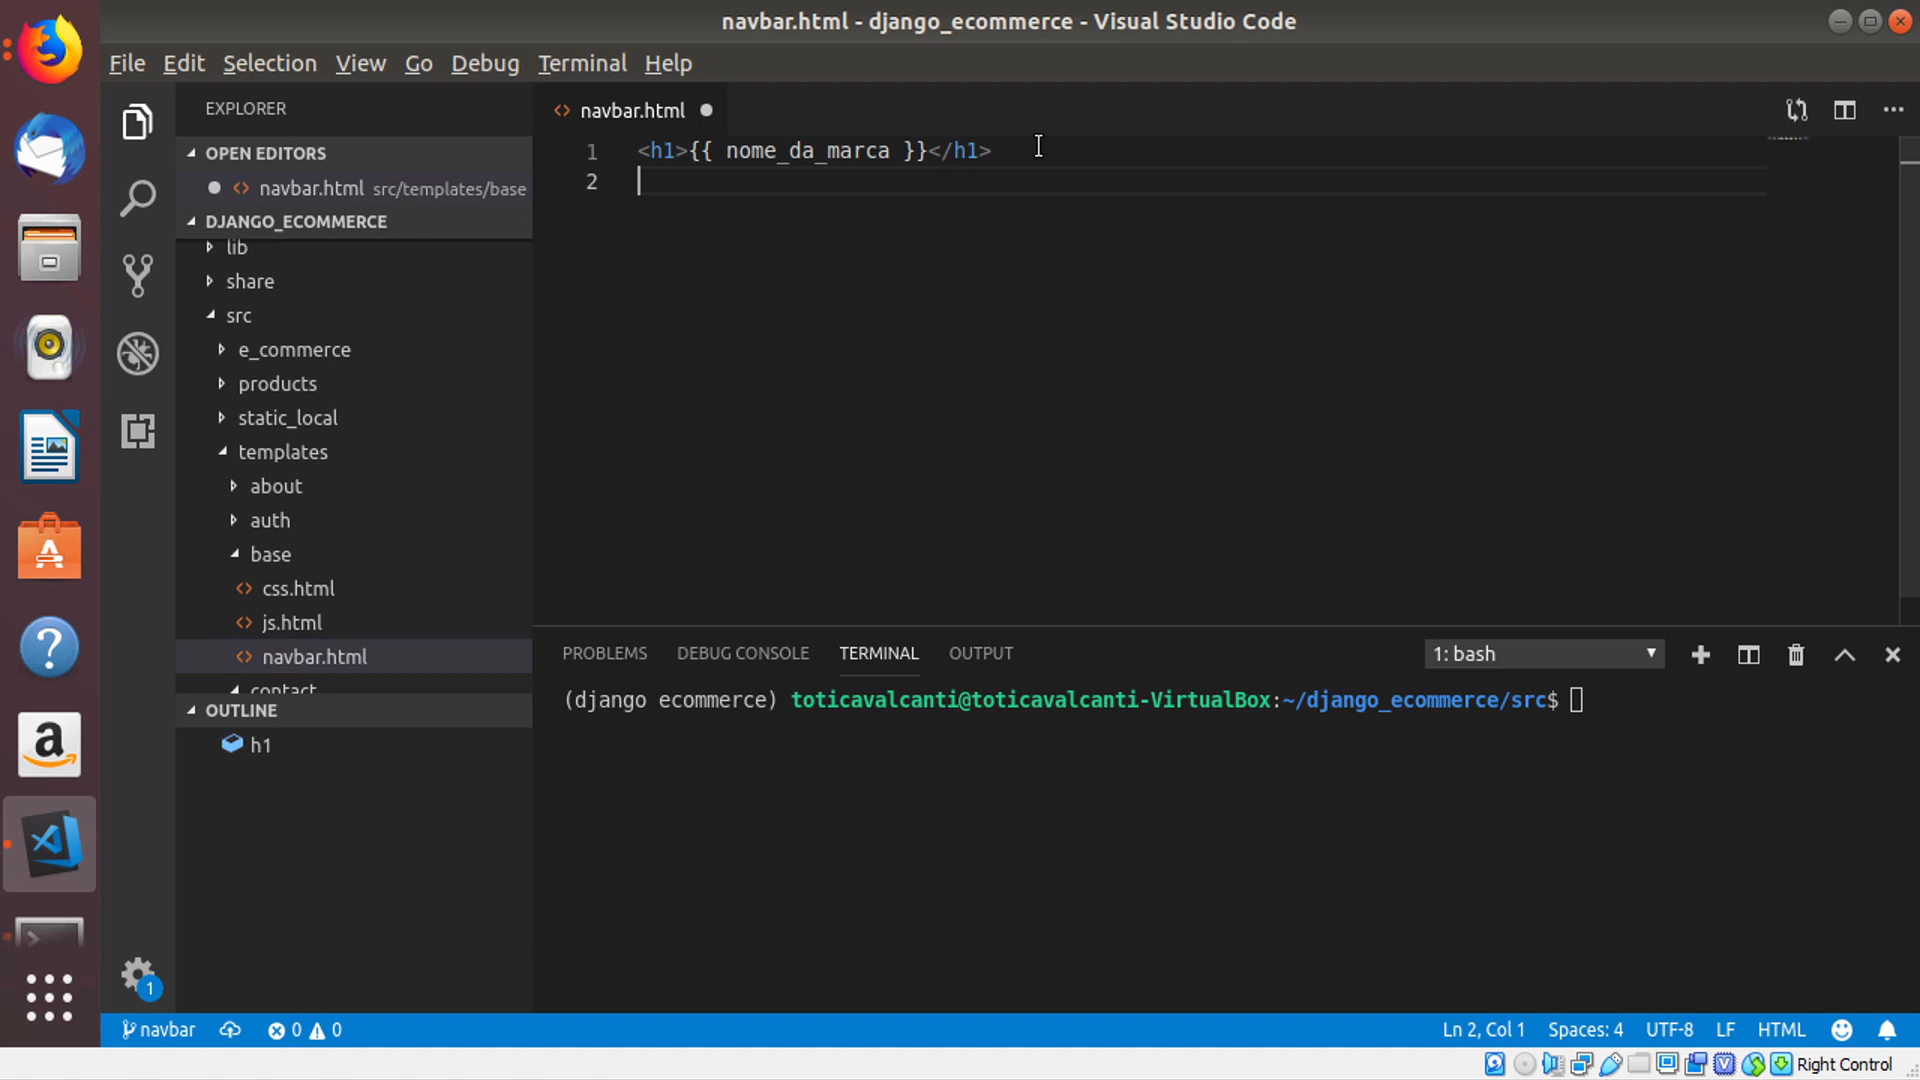 navbar.html - django_ecommerce - Visual Studio Code
File Edit Selection View Go Debug Terminal Help
EXPLORER
OPEN EDITORS
navbar.html src/templates/base
DJANGO_ECOMMERCE
lib
share
src
e_commerce
products
static_local
templates
about
auth
base
css.html
js.html
navbar.html
contact
OUTLINE
h1
navbar.html
1 <h1>{{ nome_da_marca }}</h1>
2
PROBLEMS DEBUG CONSOLE TERMINAL OUTPUT 1: bash
(django ecommerce) toticavalcanti@toticavalcanti-VirtualBox:~/django_ecommerce/src$
1
navbar 0 0 Ln 2, Col 1 Spaces: 4 UTF-8 LF HTML
Right Control